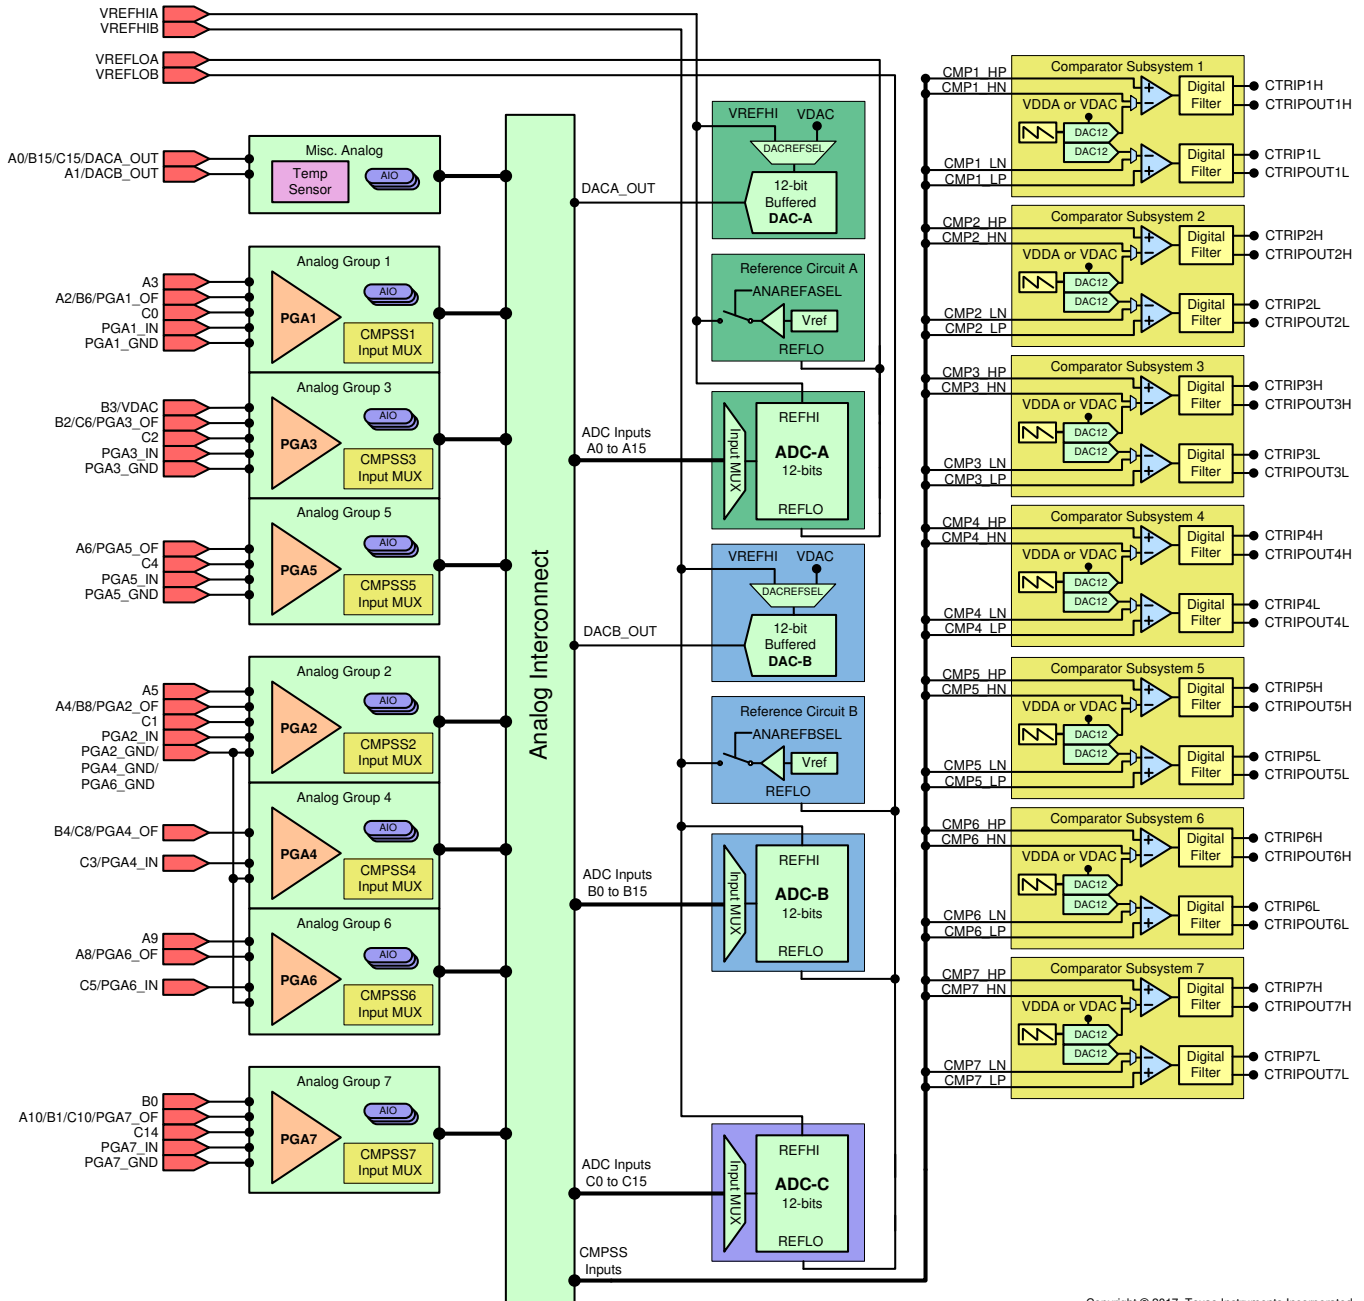 VREFHIA
VREFHIB
VREFLOA
VREFLOB
A0/B15/C15/DACA_OUT
A1/DACB_OUT
Misc. Analog
Temp
Sensor
AIO
Analog Group 1
A3
A2/B6/PGA1_OF
C0
PGA1_IN
PGA1_GND
PGA1
AIO
CMPSS1
Input MUX
Analog Group 3
B3/VDAC
B2/C6/PGA3_OF
C2
PGA3_IN
PGA3_GND
PGA3
AIO
CMPSS3
Input MUX
Analog Group 5
A6/PGA5_OF
C4
PGA5_IN
PGA5_GND
PGA5
AIO
CMPSS5
Input MUX
Analog Group 2
A5
A4/B8/PGA2_OF
C1
PGA2_IN
PGA2_GND/
PGA4_GND/
PGA6_GND
PGA2
AIO
CMPSS2
Input MUX
Analog Group 4
B4/C8/PGA4_OF
C3/PGA4_IN
PGA4
AIO
CMPSS4
Input MUX
Analog Group 6
A9
A8/PGA6_OF
C5/PGA6_IN
PGA6
AIO
CMPSS6
Input MUX
Analog Group 7
B0
A10/B1/C10/PGA7_OF
C14
PGA7_IN
PGA7_GND
PGA7
AIO
CMPSS7
Input MUX
Analog Interconnect
DACA_OUT
VREFHI
VDAC
DACREFSEL
12-bit
Buffered
DAC-A
Reference Circuit A
ANAREFASEL
Vref
REFLO
ADC Inputs
A0 to A15
Input MUX
REFHI
ADC-A
12-bits
REFLO
DACB_OUT
VREFHI
VDAC
DACREFSEL
12-bit
Buffered
DAC-B
Reference Circuit B
ANAREFBSEL
Vref
REFLO
ADC Inputs
B0 to B15
Input MUX
REFHI
ADC-B
12-bits
REFLO
ADC Inputs
C0 to C15
Input MUX
REFHI
ADC-C
12-bits
REFLO
CMPSS
Inputs
Comparator Subsystem 1
CMP1_HP
CMP1_HN
VDDA or VDAC
DAC12
DAC12
CMP1_LN
CMP1_LP
Digital
Filter
Digital
Filter
CTRIP1H
CTRIPOUT1H
CTRIP1L
CTRIPOUT1L
Comparator Subsystem 2
CMP2_HP
CMP2_HN
VDDA or VDAC
DAC12
DAC12
CMP2_LN
CMP2_LP
Digital
Filter
Digital
Filter
CTRIP2H
CTRIPOUT2H
CTRIP2L
CTRIPOUT2L
Comparator Subsystem 3
CMP3_HP
CMP3_HN
VDDA or VDAC
DAC12
DAC12
CMP3_LN
CMP3_LP
Digital
Filter
Digital
Filter
CTRIP3H
CTRIPOUT3H
CTRIP3L
CTRIPOUT3L
Comparator Subsystem 4
CMP4_HP
CMP4_HN
VDDA or VDAC
DAC12
DAC12
CMP4_LN
CMP4_LP
Digital
Filter
Digital
Filter
CTRIP4H
CTRIPOUT4H
CTRIP4L
CTRIPOUT4L
Comparator Subsystem 5
CMP5_HP
CMP5_HN
VDDA or VDAC
DAC12
DAC12
CMP5_LN
CMP5_LP
Digital
Filter
Digital
Filter
CTRIP5H
CTRIPOUT5H
CTRIP5L
CTRIPOUT5L
Comparator Subsystem 6
CMP6_HP
CMP6_HN
VDDA or VDAC
DAC12
DAC12
CMP6_LN
CMP6_LP
Digital
Filter
Digital
Filter
CTRIP6H
CTRIPOUT6H
CTRIP6L
CTRIPOUT6L
Comparator Subsystem 7
CMP7_HP
CMP7_HN
VDDA or VDAC
DAC12
DAC12
CMP7_LN
CMP7_LP
Digital
Filter
Digital
Filter
CTRIP7H
CTRIPOUT7H
CTRIP7L
CTRIPOUT7L
Copyright © 2017, Texas Instruments Incorporated